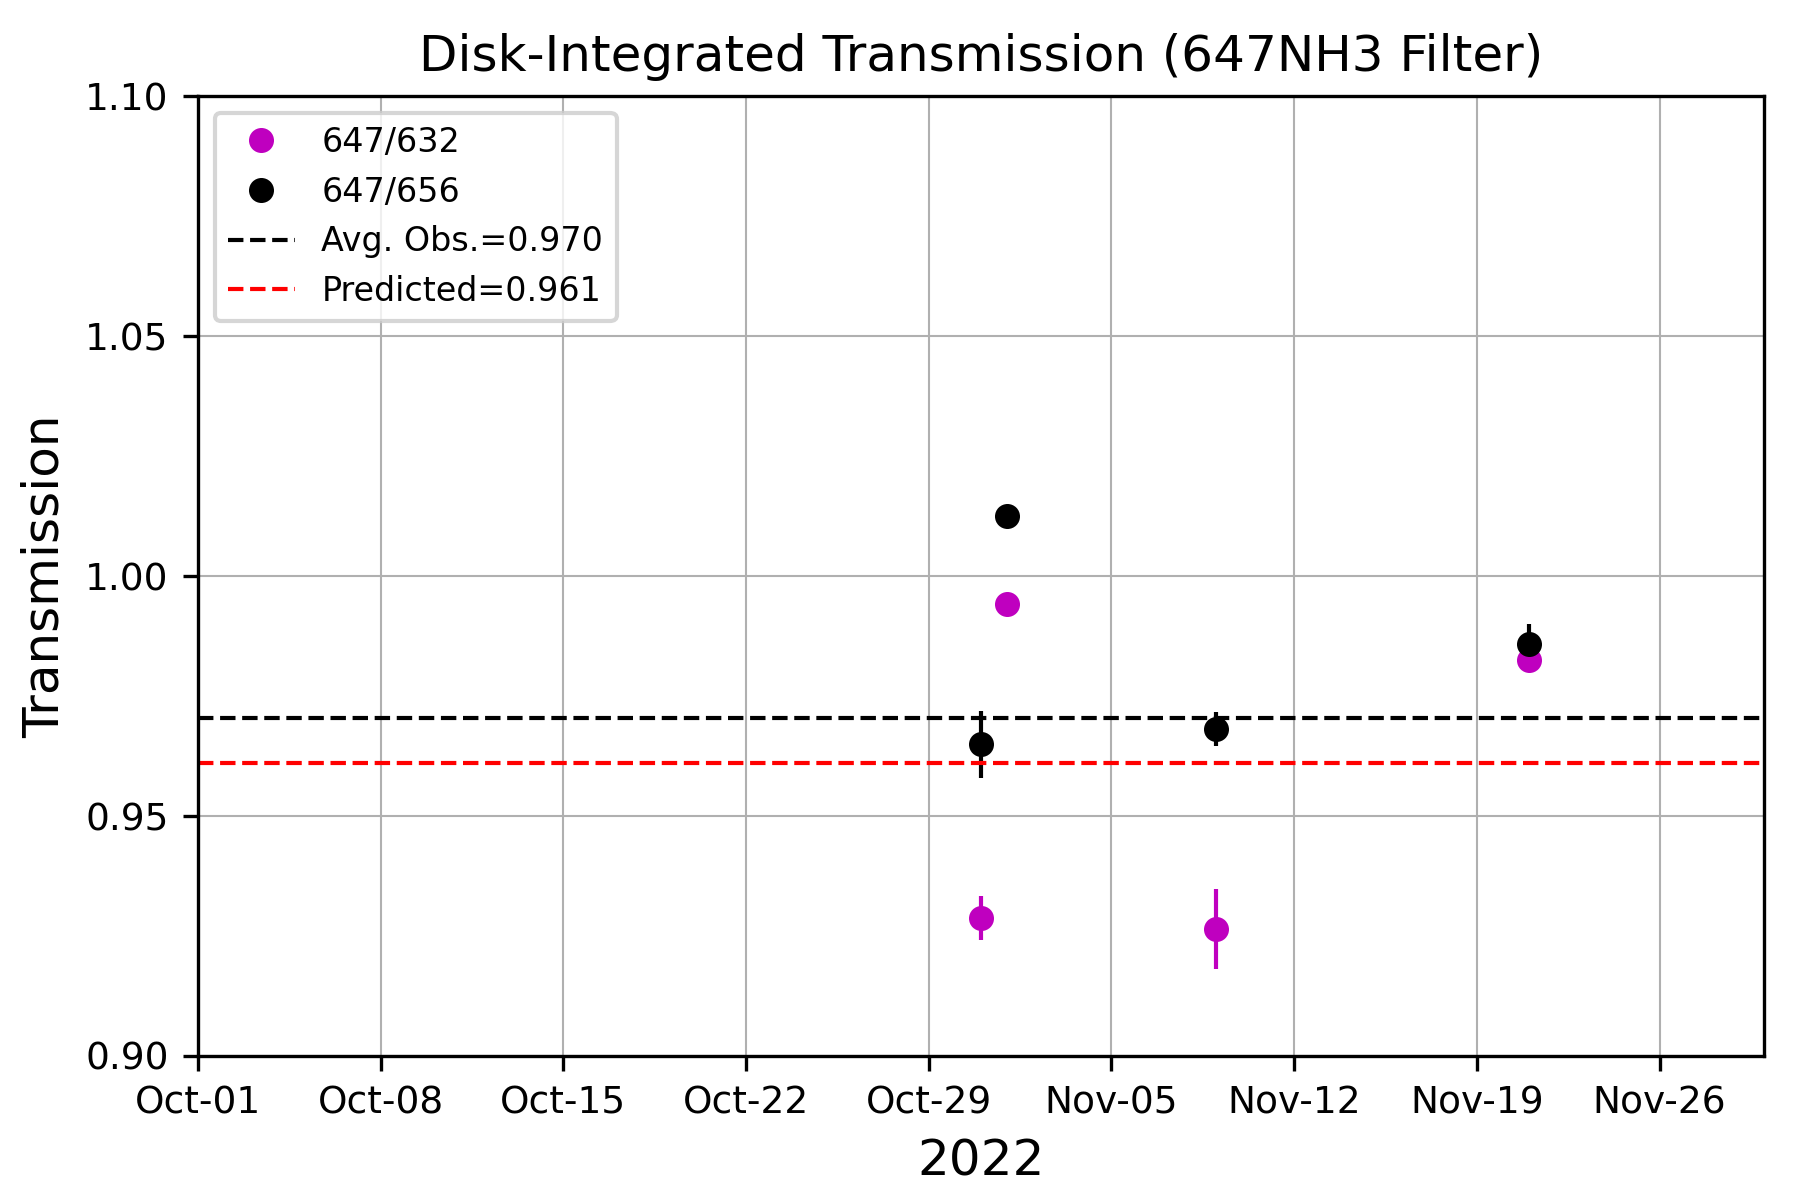 Disk-Integrated Transmission (647NH3 Filter)
1.10
1.05
1.00
0.95
0.90
Transmission
647/632
647/656
Avg. Obs.=0.970
Predicted=0.961
Oct-01 Oct-08 Oct-15 Oct-22 Oct-29 Nov-05 Nov-12 Nov-19 Nov-26
2022